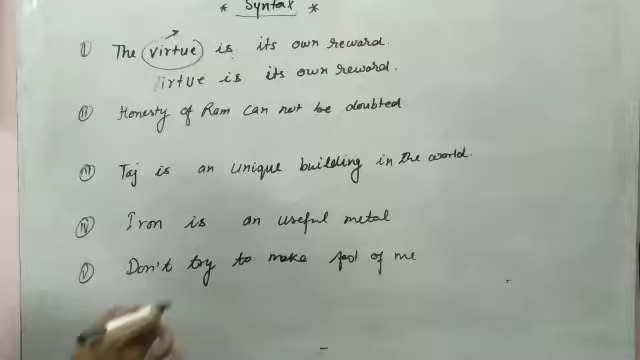 * Syntax *
I The virtue is its own reward.
Virtue is its own reward.
II Honesty of Ram can not be doubted
III Taj is an unique building in the world.
IV Iron is an useful metal
V Don't try to make fool of me